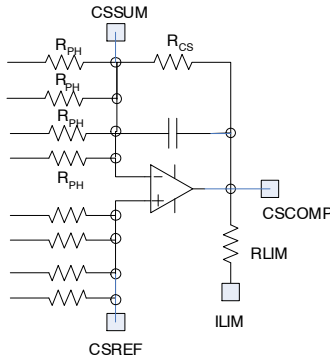 CSSUM
RPH
RCS
RPH
RPH
RPH
−
+
CSCOMP
RLIM
ILIM
CSREF